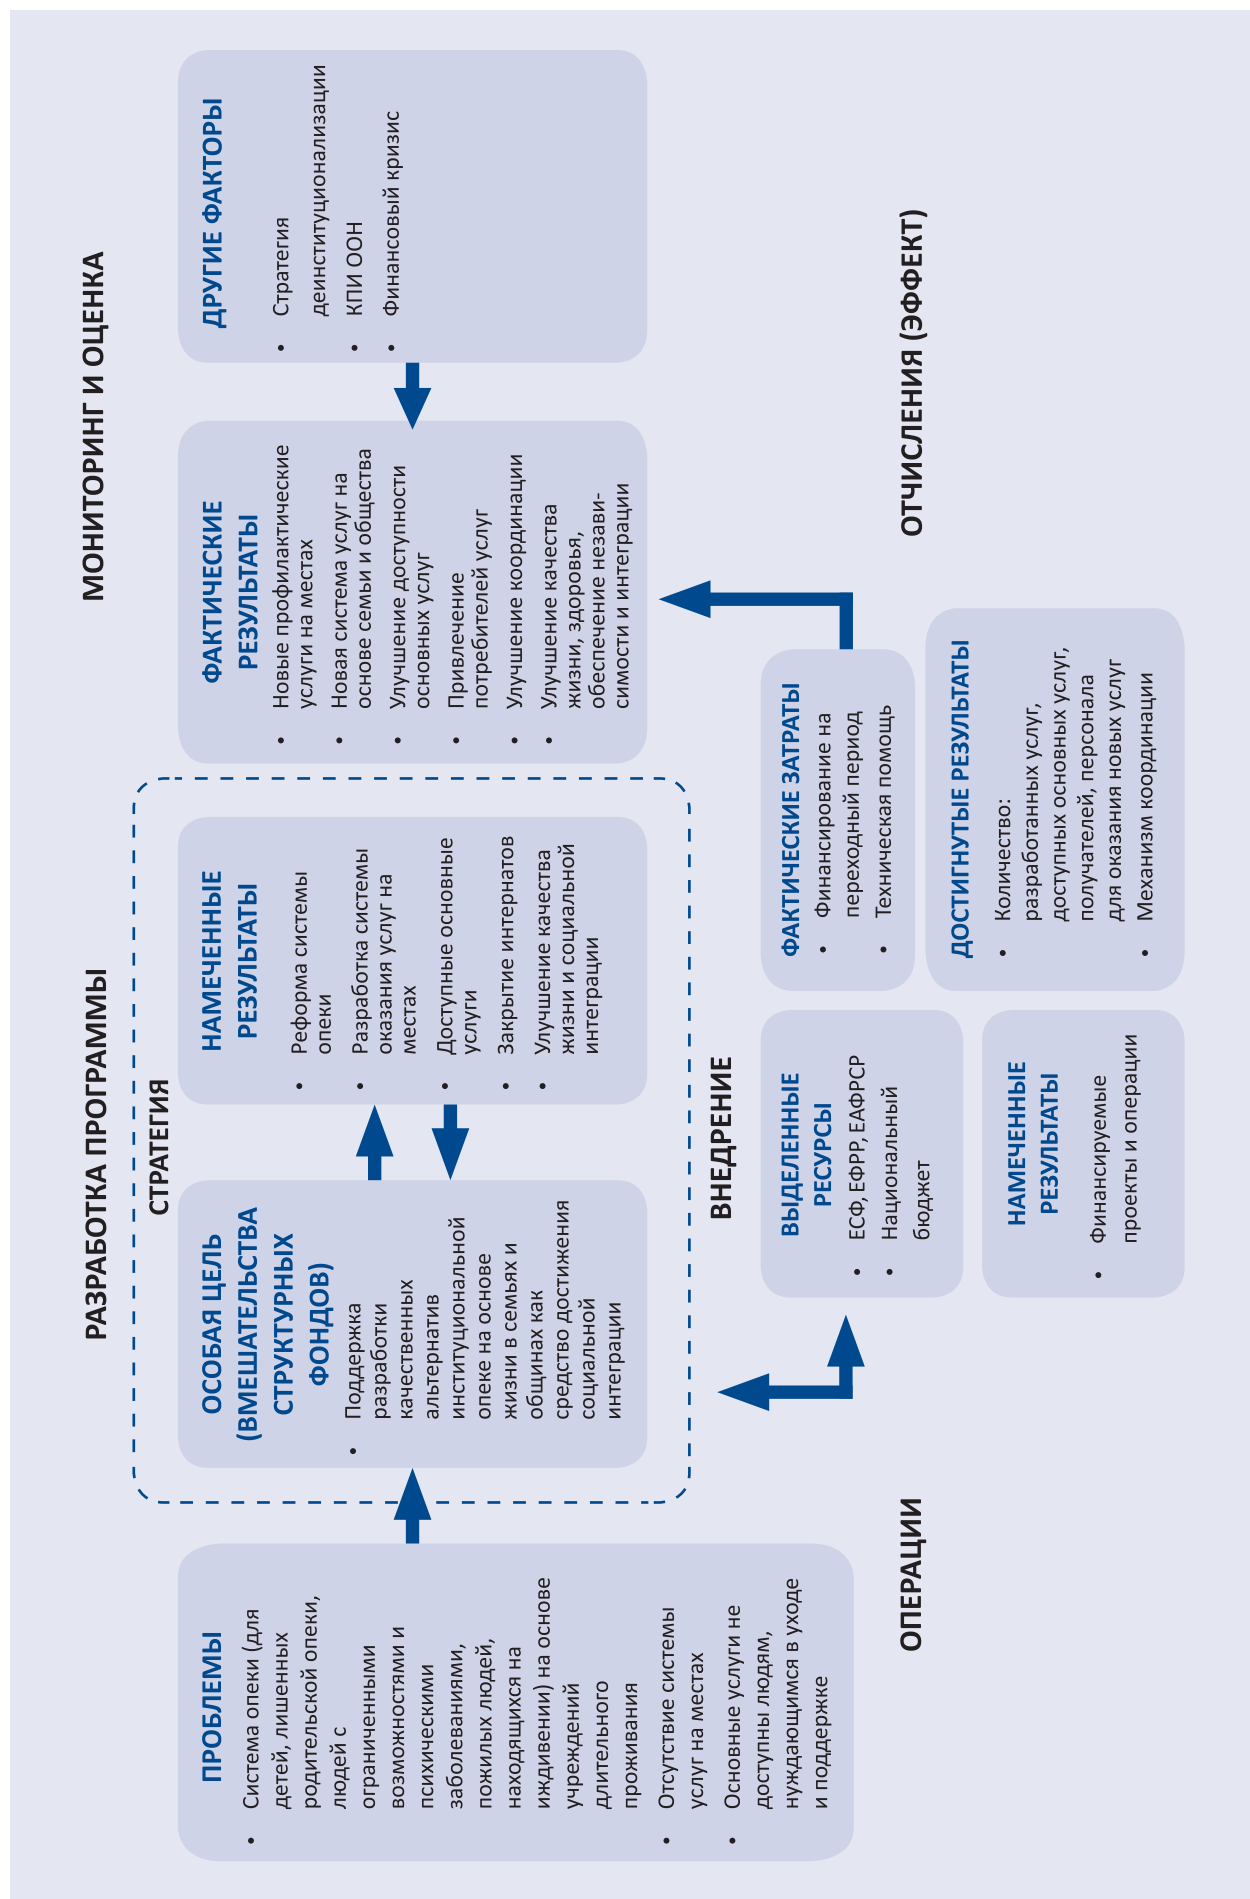 РАЗРАБОТКА ПРОГРАММЫ
МОНИТОРИНГ И ОЦЕНКА
СТРАТЕГИЯ
ПРОБЛЕМЫ
• Система опеки (для
детей, лишенных
родительской опеки,
людей с
ограниченными
возможностями и
психическими
заболеваниями,
пожилых людей,
находящихся на
иждивении) на основе
учреждений
длительного
проживания
• Отсутствие системы
услуг на местах
• Основные услуги не
доступны людям,
нуждающимся в уходе
и поддержке
ОСОБАЯ ЦЕЛЬ
(ВМЕШАТЕЛЬСТВА
СТРУКТУРНЫХ
ФОНДОВ)
• Поддержка
разработки
качественных
альтернатив
институциональной
опеке на основе
жизни в семьях и
общинах как
средство достижения
социальной
интеграции
НАМЕЧЕННЫЕ
РЕЗУЛЬТАТЫ
• Реформа системы
опеки
• Разработка системы
оказания услуг на
местах
• Доступные основные
услуги
• Закрытие интернатов
• Улучшение качества
жизни и социальной
интеграции
ФАКТИЧЕСКИЕ
РЕЗУЛЬТАТЫ
• Новые профилактические
услуги на местах
• Новая система услуг на
основе семьи и общества
• Улучшение доступности
основных услуг
• Привлечение
потребителей услуг
• Улучшение координации
• Улучшение качества
жизни, здоровья,
обеспечение незави-
симости и интеграции
ДРУГИЕ ФАКТОРЫ
• Стратегия
деинституционализации
• КПИ ООН
• Финансовый кризис
ВНЕДРЕНИЕ
ОПЕРАЦИИ
ВЫДЕЛЕННЫЕ
РЕСУРСЫ
• ЕСФ, ЕФРР, ЕАФРСР
• Национальный
бюджет
НАМЕЧЕННЫЕ
РЕЗУЛЬТАТЫ
• Финансируемые
проекты и операции
ФАКТИЧЕСКИЕ ЗАТРАТЫ
• Финансирование на
переходный период
• Техническая помощь
ДОСТИГНУТЫЕ РЕЗУЛЬТАТЫ
• Количество:
разработанных услуг,
доступных основных услуг,
получателей, персонала
для оказания новых услуг
• Механизм координации
ОТЧИСЛЕНИЯ (ЭФФЕКТ)